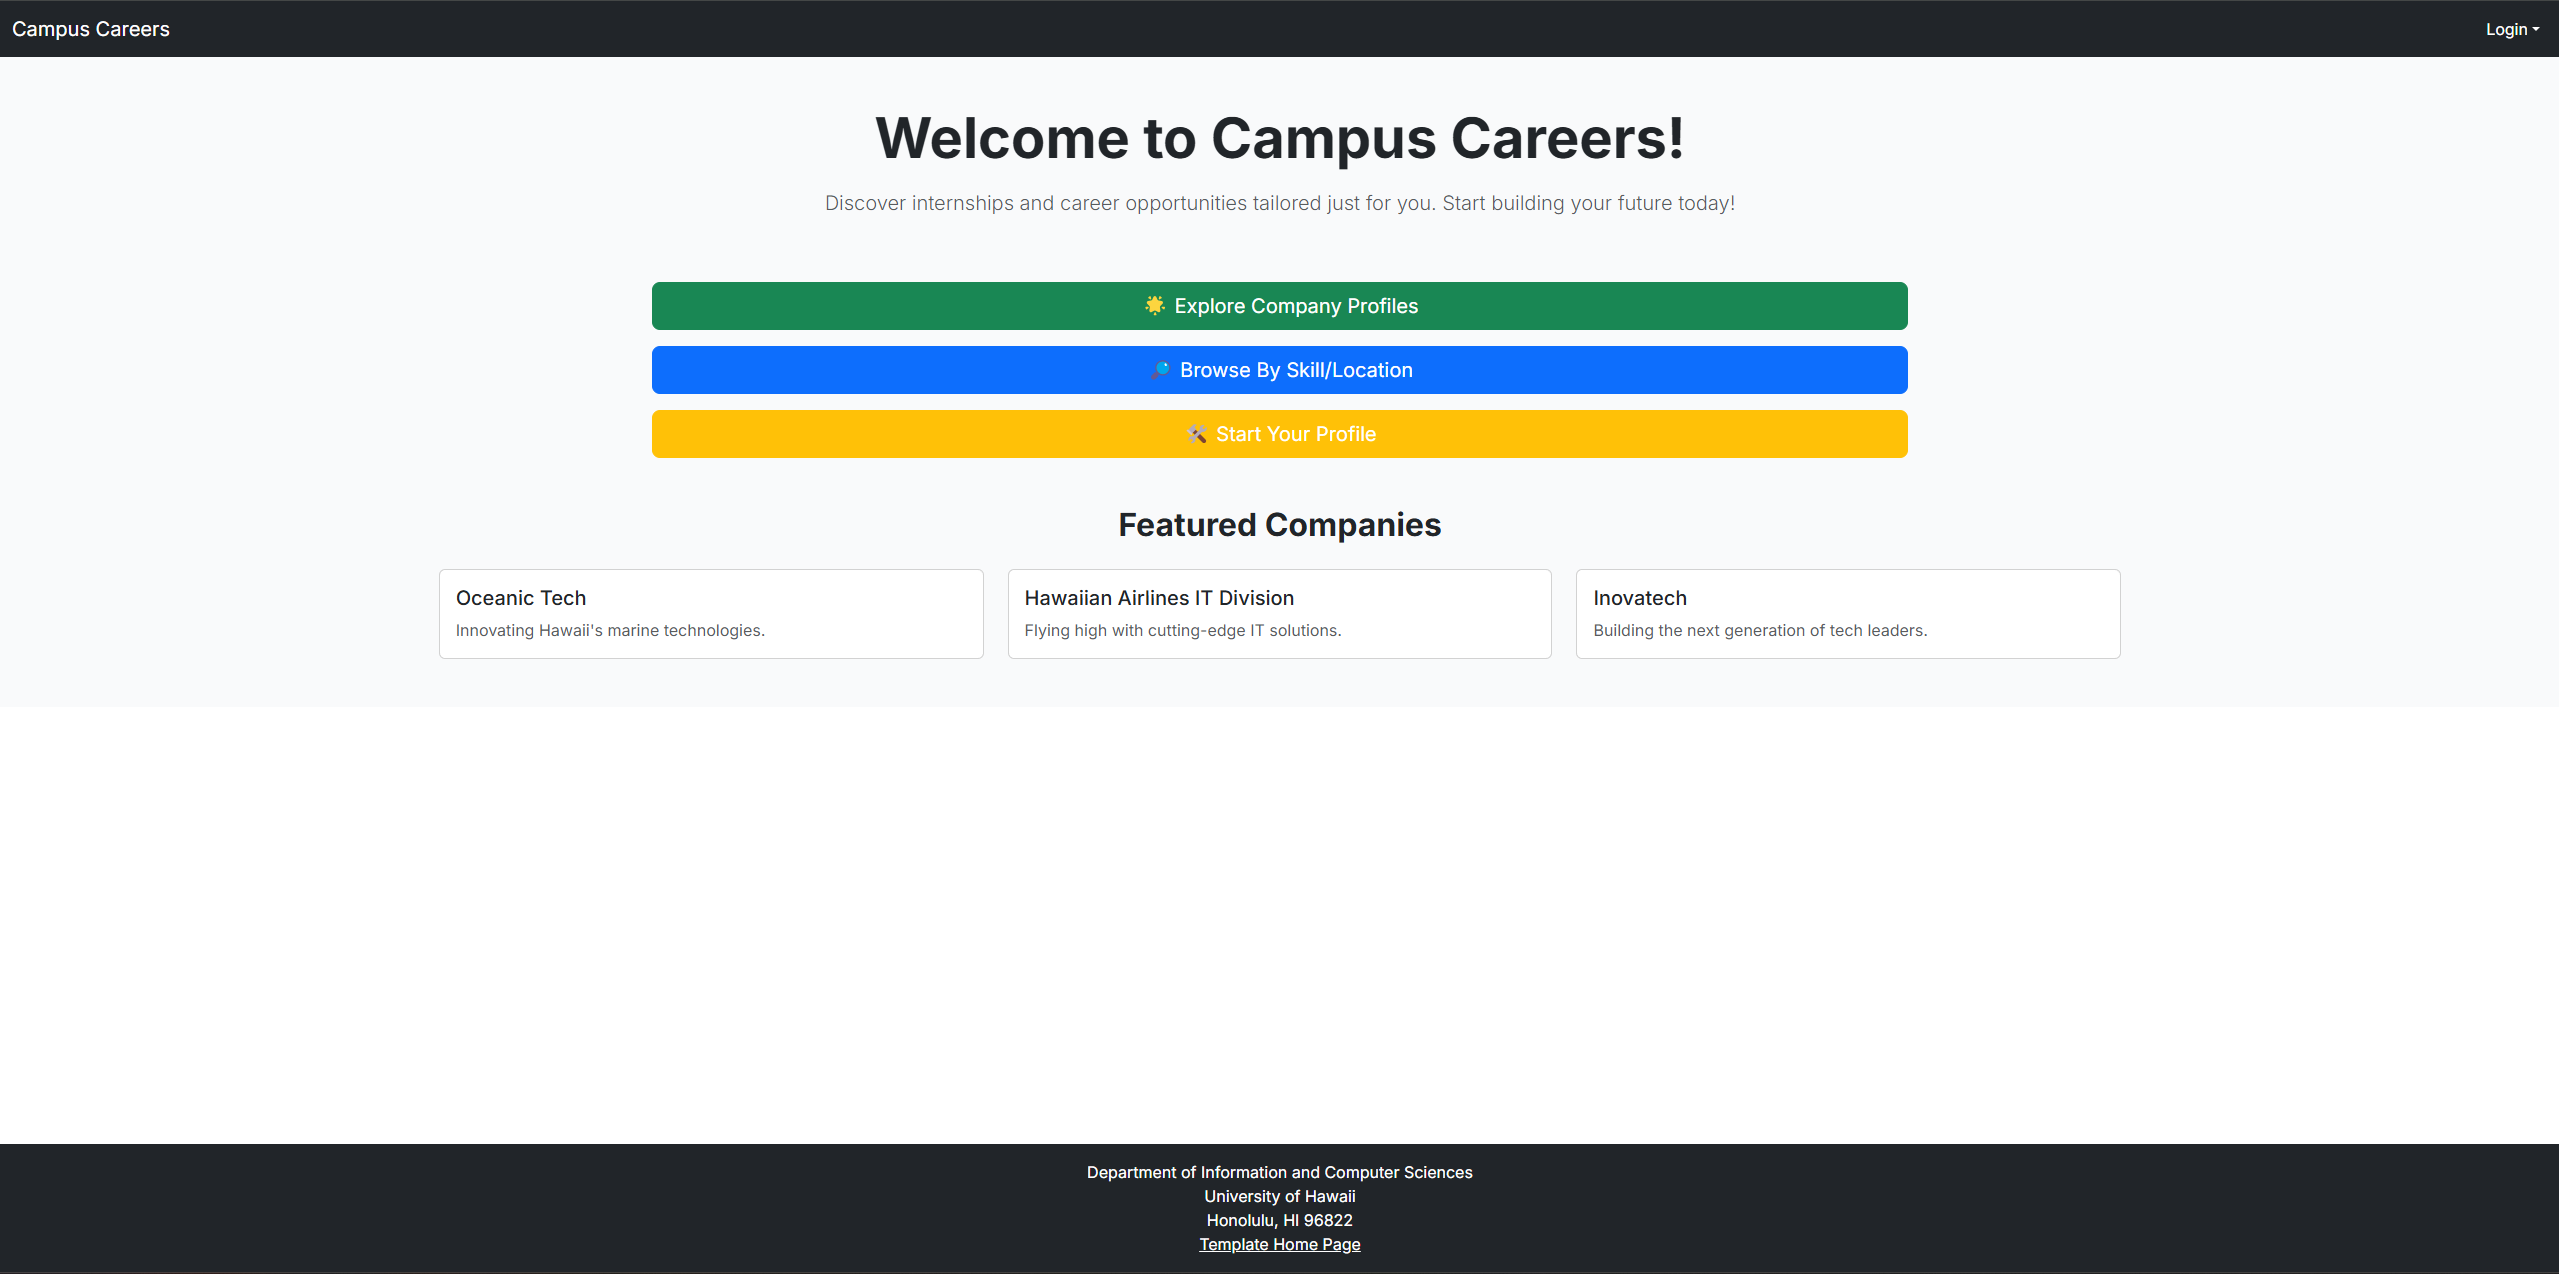 Campus Careers
Login
Welcome to Campus Careers!
Discover internships and career opportunities tailored just for you. Start building your future today!
Explore Company Profiles
Browse By Skill/Location
Start Your Profile
Featured Companies
Oceanic Tech
Innovating Hawaii's marine technologies.
Hawaiian Airlines IT Division
Flying high with cutting-edge IT solutions.
Inovatech
Building the next generation of tech leaders.
Department of Information and Computer Sciences
University of Hawaii
Honolulu, HI 96822
Template Home Page